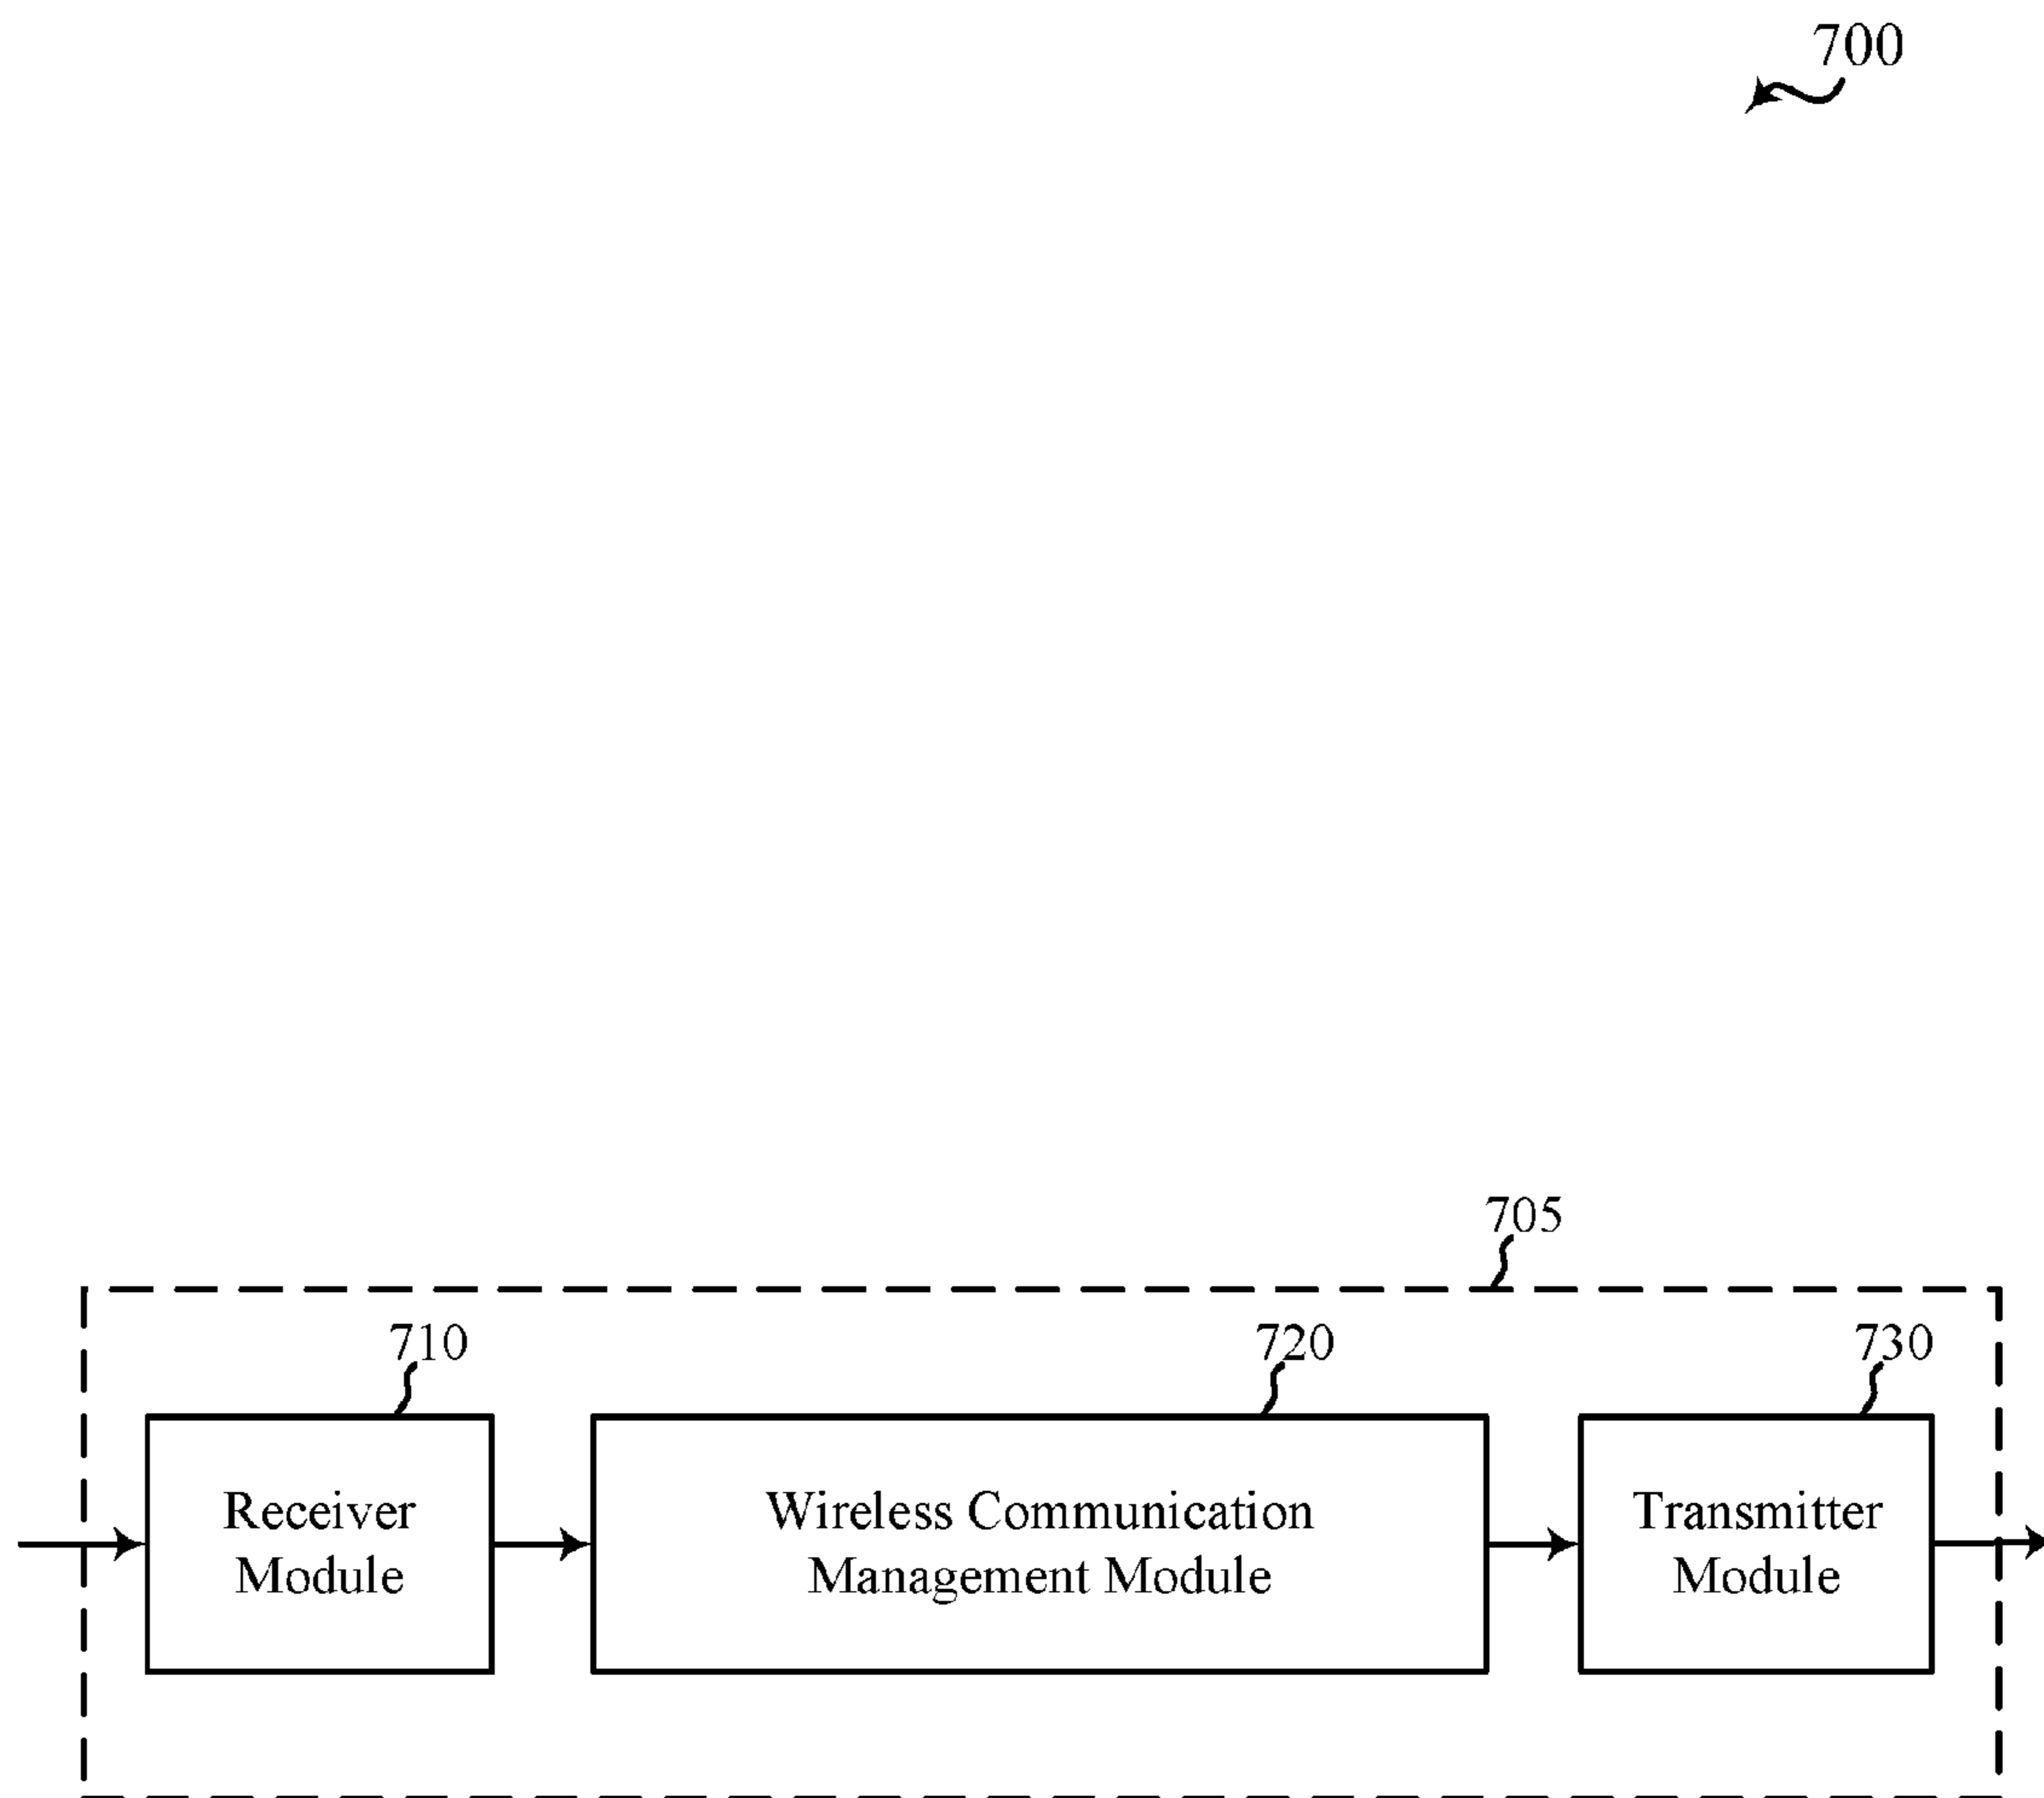 700
705
710
720
730
Receiver
Module
Wireless Communication
Management Module
Transmitter
Module